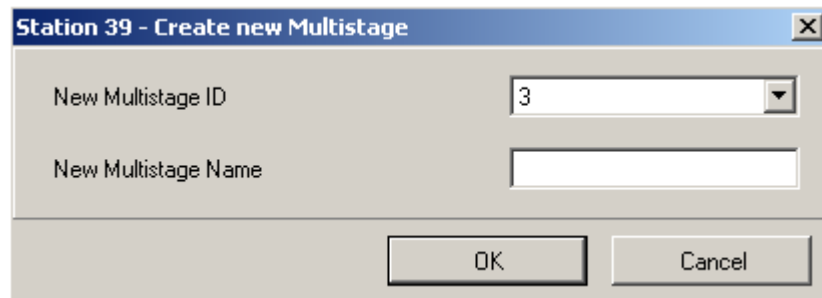 Station 39 - Create new Multistage
New Multistage ID
3
New Multistage Name
OK
Cancel